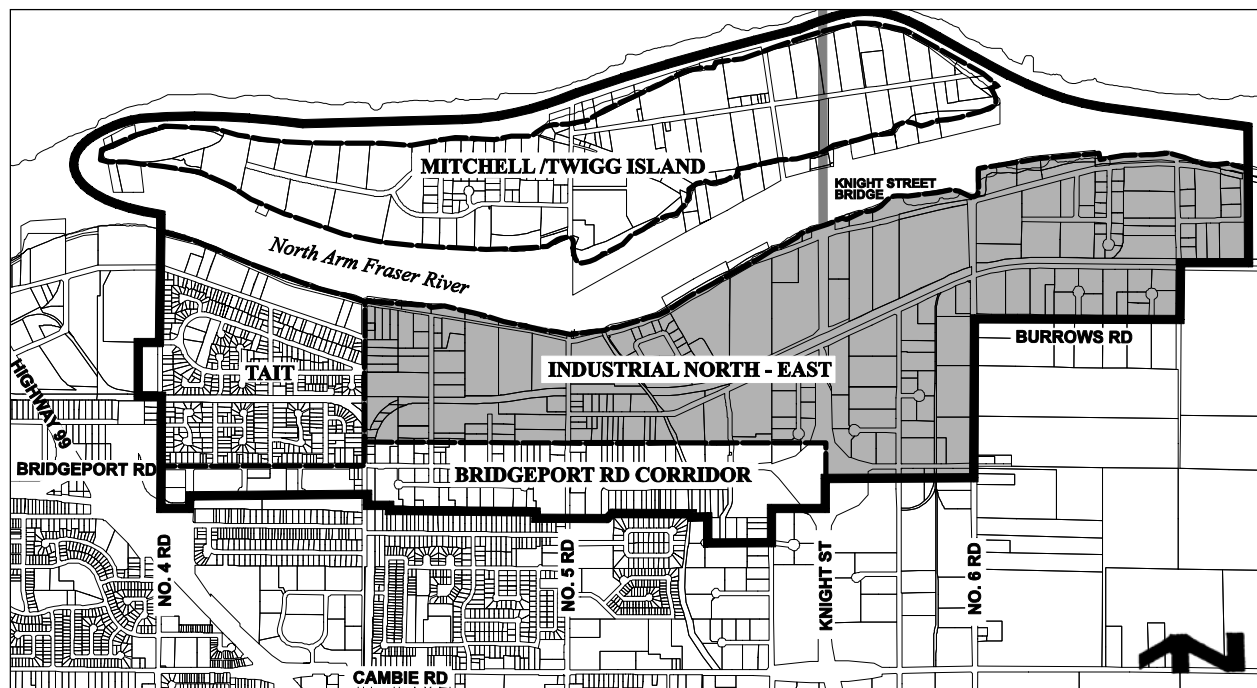 MITCHELL /TWIGG ISLAND
KNIGHT STREET
BRIDGE
North Arm Fraser River
BURROWS RD
TAIT
INDUSTRIAL NORTH - EAST
HIGHWAY 99
BRIDGEPORT RD
BRIDGEPORT RD CORRIDOR
NO. 4 RD
NO. 5 RD
KNIGHT ST
NO. 6 RD
CAMBIE RD